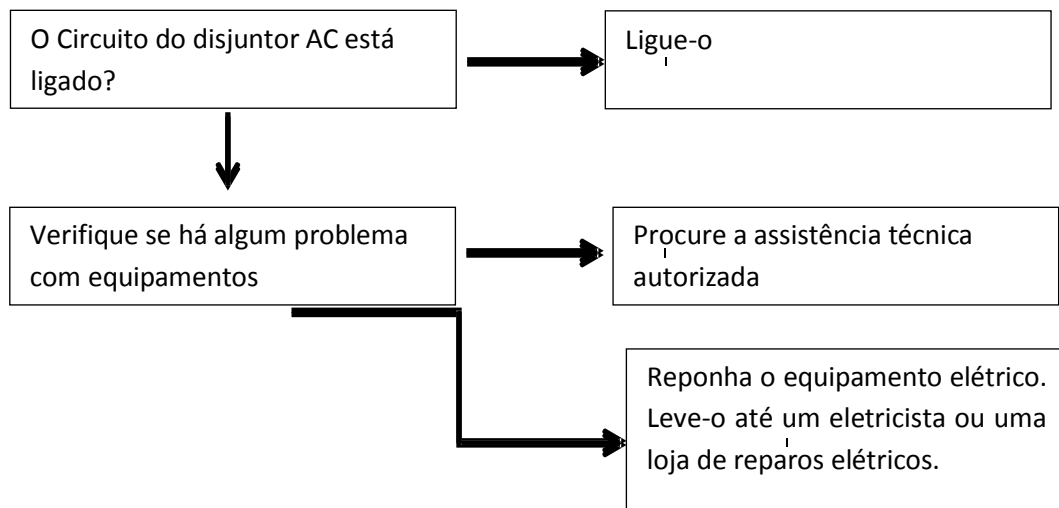 O Circuito do disjuntor AC está
ligado?
Ligue-o
Verifique se há algum problema
com equipamentos
Procure a assistência técnica
autorizada
Reponha o equipamento elétrico.
Leve-o até um eletricista ou uma
loja de reparos elétricos.